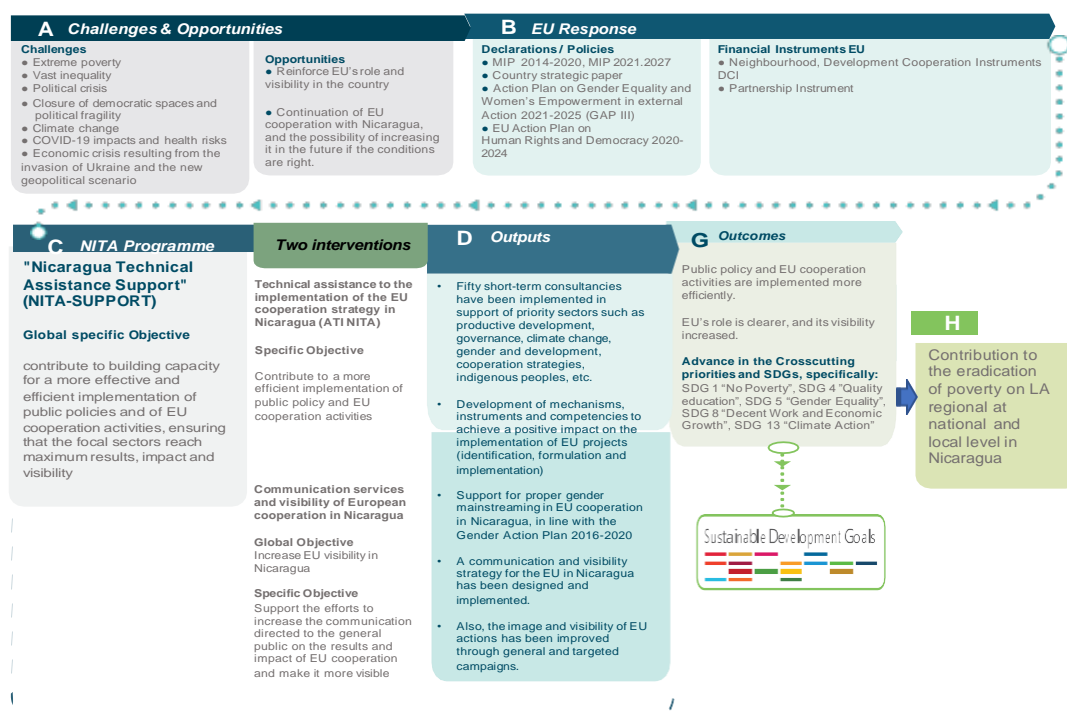 A Challenges & Opportunities
Challenges
● Extreme poverty
● Vast inequality
● Political crisis
● Closure of democratic spaces and
political fragility
● Climate change
● COVID-19 impacts and health risks
● Economic crisis resulting from the
invasion of Ukraine and the new
geopolitical scenario
Opportunities
● Reinforce EU's role and
visibility in the country
● Continuation of EU
cooperation with Nicaragua,
and the possibility of increasing
it in the future if the conditions
are right.
B EU Response
Declarations / Policies
● MIP 2014-2020, MIP 2021.2027
● Country strategic paper
● Action Plan on Gender Equality and
Women's Empowerment in external
Action 2021-2025 (GAP III)
● EU Action Plan on
Human Rights and Democracy 2020-
2024
Financial Instruments EU
● Neighbourhood, Development Cooperation Instruments
DCI
● Partnership Instrument
C NITA Programme
"Nicaragua Technical
Assistance Support"
(NITA-SUPPORT)
Global specific Objective
contribute to building capacity
for a more effective and
efficient implementation of
public policies and of EU
cooperation activities, ensuring
that the focal sectors reach
maximum results, impact and
visibility
Two interventions
Technical assistance to the
implementation of the EU
cooperation strategy in
Nicaragua (ATI NITA)
Specific Objective
Contribute to a more
efficient implementation of
public policy and EU
cooperation activities
Communication services
and visibility of European
cooperation in Nicaragua
Global Objective
Increase EU visibility in
Nicaragua
Specific Objective
Support the efforts to
increase the communication
directed to the general
public on the results and
impact of EU cooperation
and make it more visible
D Outputs
• Fifty short-term consultancies
have been implemented in
support of priority sectors such as
productive development,
governance, climate change,
gender and development,
cooperation strategies,
indigenous peoples, etc.
• Development of mechanisms,
instruments and competencies to
achieve a positive impact on the
implementation of EU projects
(identification, formulation and
implementation)
• Support for proper gender
mainstreaming in EU cooperation
in Nicaragua, in line with the
Gender Action Plan 2016-2020
• A communication and visibility
strategy for the EU in Nicaragua
has been designed and
implemented.
• Also, the image and visibility of EU
actions has been improved
through general and targeted
campaigns.
G Outcomes
Public policy and EU cooperation
activities are implemented more
efficiently.
EU's role is clearer, and its visibility
increased.
Advance in the Crosscutting
priorities and SDGs, specifically:
SDG 1 "No Poverty", SDG 4 "Quality
education", SDG 5 "Gender Equality",
SDG 8 "Decent Work and Economic
Growth", SDG 13 "Climate Action"
Sustainable Development Goals
H
Contribution to
the eradication
of poverty on LA
regional at
national and
local level in
Nicaragua